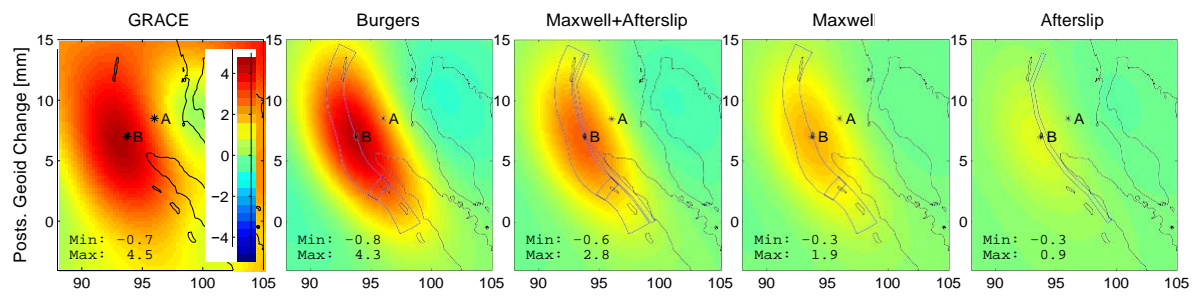 GRACE
Burgers
Maxwell+Afterslip
Maxwell
Afterslip
Posts. Geoid Change [mm]
15
10
5
0
4
2
0
−2
−4
A
B
Min: −0.7
Max: 4.5
90 95 100 105
15
10
5
0
A
B
Min: −0.8
Max: 4.3
90 95 100 105
15
10
5
0
A
B
Min: −0.6
Max: 2.8
90 95 100 105
15
10
5
0
A
B
Min: −0.3
Max: 1.9
90 95 100 105
15
10
5
0
A
B
Min: −0.3
Max: 0.9
90 95 100 105